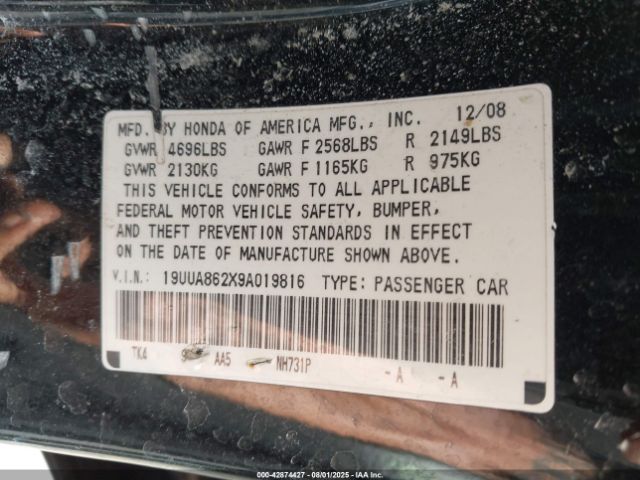 MFD. BY HONDA OF AMERICA MFG., INC. 12/08
GVWR 4696LBS GAWR F 2568LBS R 2149LBS
GVWR 2130KG GAWR F 1165KG R 975KG
THIS VEHICLE CONFORMS TO ALL APPLICABLE
FEDERAL MOTOR VEHICLE SAFETY, BUMPER,
AND THEFT PREVENTION STANDARDS IN EFFECT
ON THE DATE OF MANUFACTURE SHOWN ABOVE.
V.I.N.: 19UUA862X9A019816 TYPE: PASSENGER CAR
TK4 AA5 NH731P -A -A
000-42874427 - 08/01/2025 - IAA Inc.